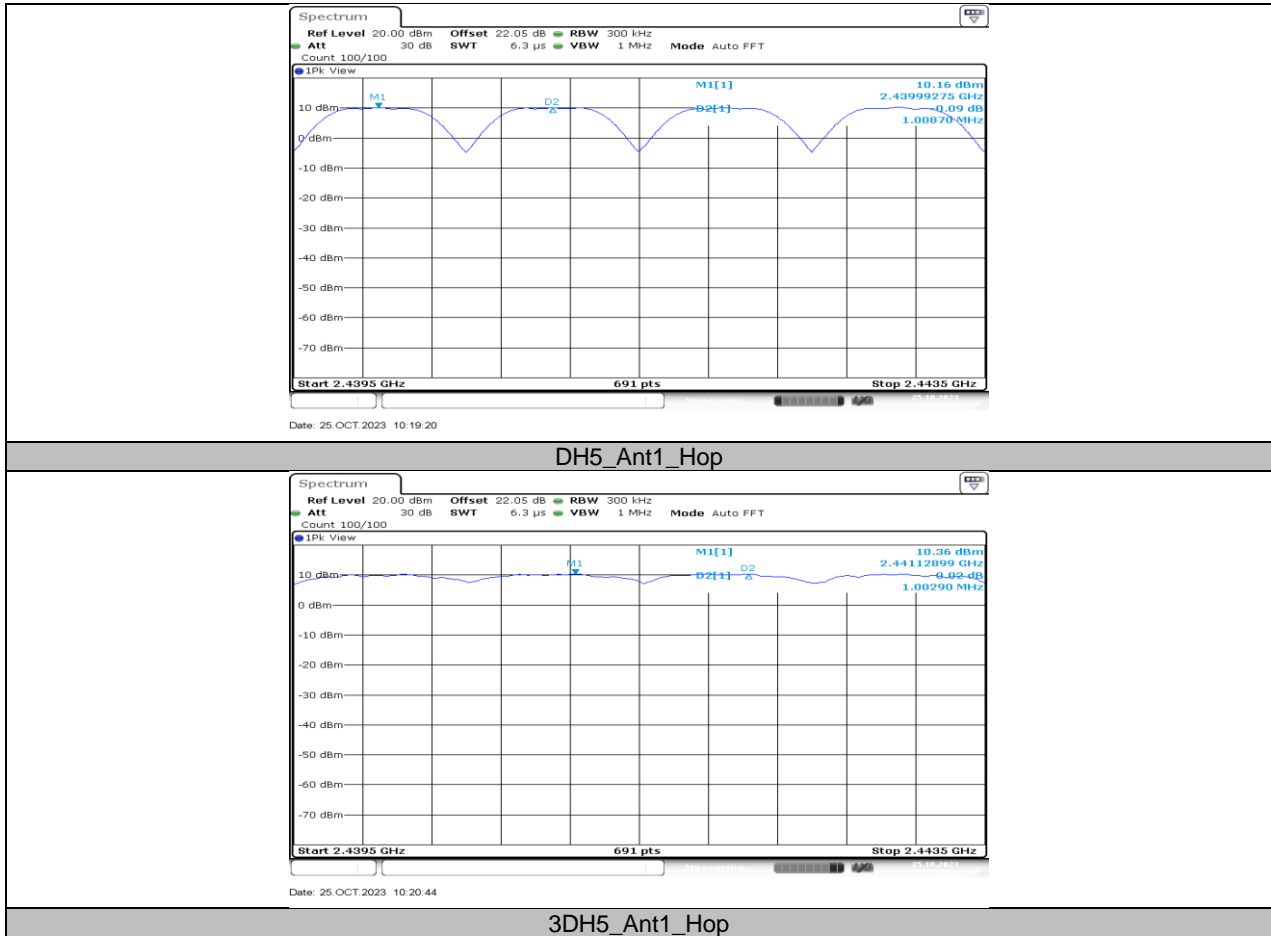 Spectrum
Ref Level 20.00 dBm Offset 22.05 dB RBW 300 kHz
Att 30 dB SWT 6.3 µs VBW 1 MHz Mode Auto FFT
Count 100/100
1Pk View
M1[1] 10.16 dBm
2.43999275 GHz
D2[1] -0.09 dB
1.00870 MHz
M1
D2
10 dBm
0 dBm
-10 dBm
-20 dBm
-30 dBm
-40 dBm
-50 dBm
-60 dBm
-70 dBm
Start 2.4395 GHz 691 pts Stop 2.4435 GHz
25.10.2023
Date: 25.OCT.2023 10:19:20
DH5_Ant1_Hop
Spectrum
Ref Level 20.00 dBm Offset 22.05 dB RBW 300 kHz
Att 30 dB SWT 6.3 µs VBW 1 MHz Mode Auto FFT
Count 100/100
1Pk View
M1[1] 10.36 dBm
2.44112899 GHz
D2[1] -0.02 dB
1.00290 MHz
M1
D2
10 dBm
0 dBm
-10 dBm
-20 dBm
-30 dBm
-40 dBm
-50 dBm
-60 dBm
-70 dBm
Start 2.4395 GHz 691 pts Stop 2.4435 GHz
25.10.2023
Date: 25.OCT.2023 10:20:44
3DH5_Ant1_Hop